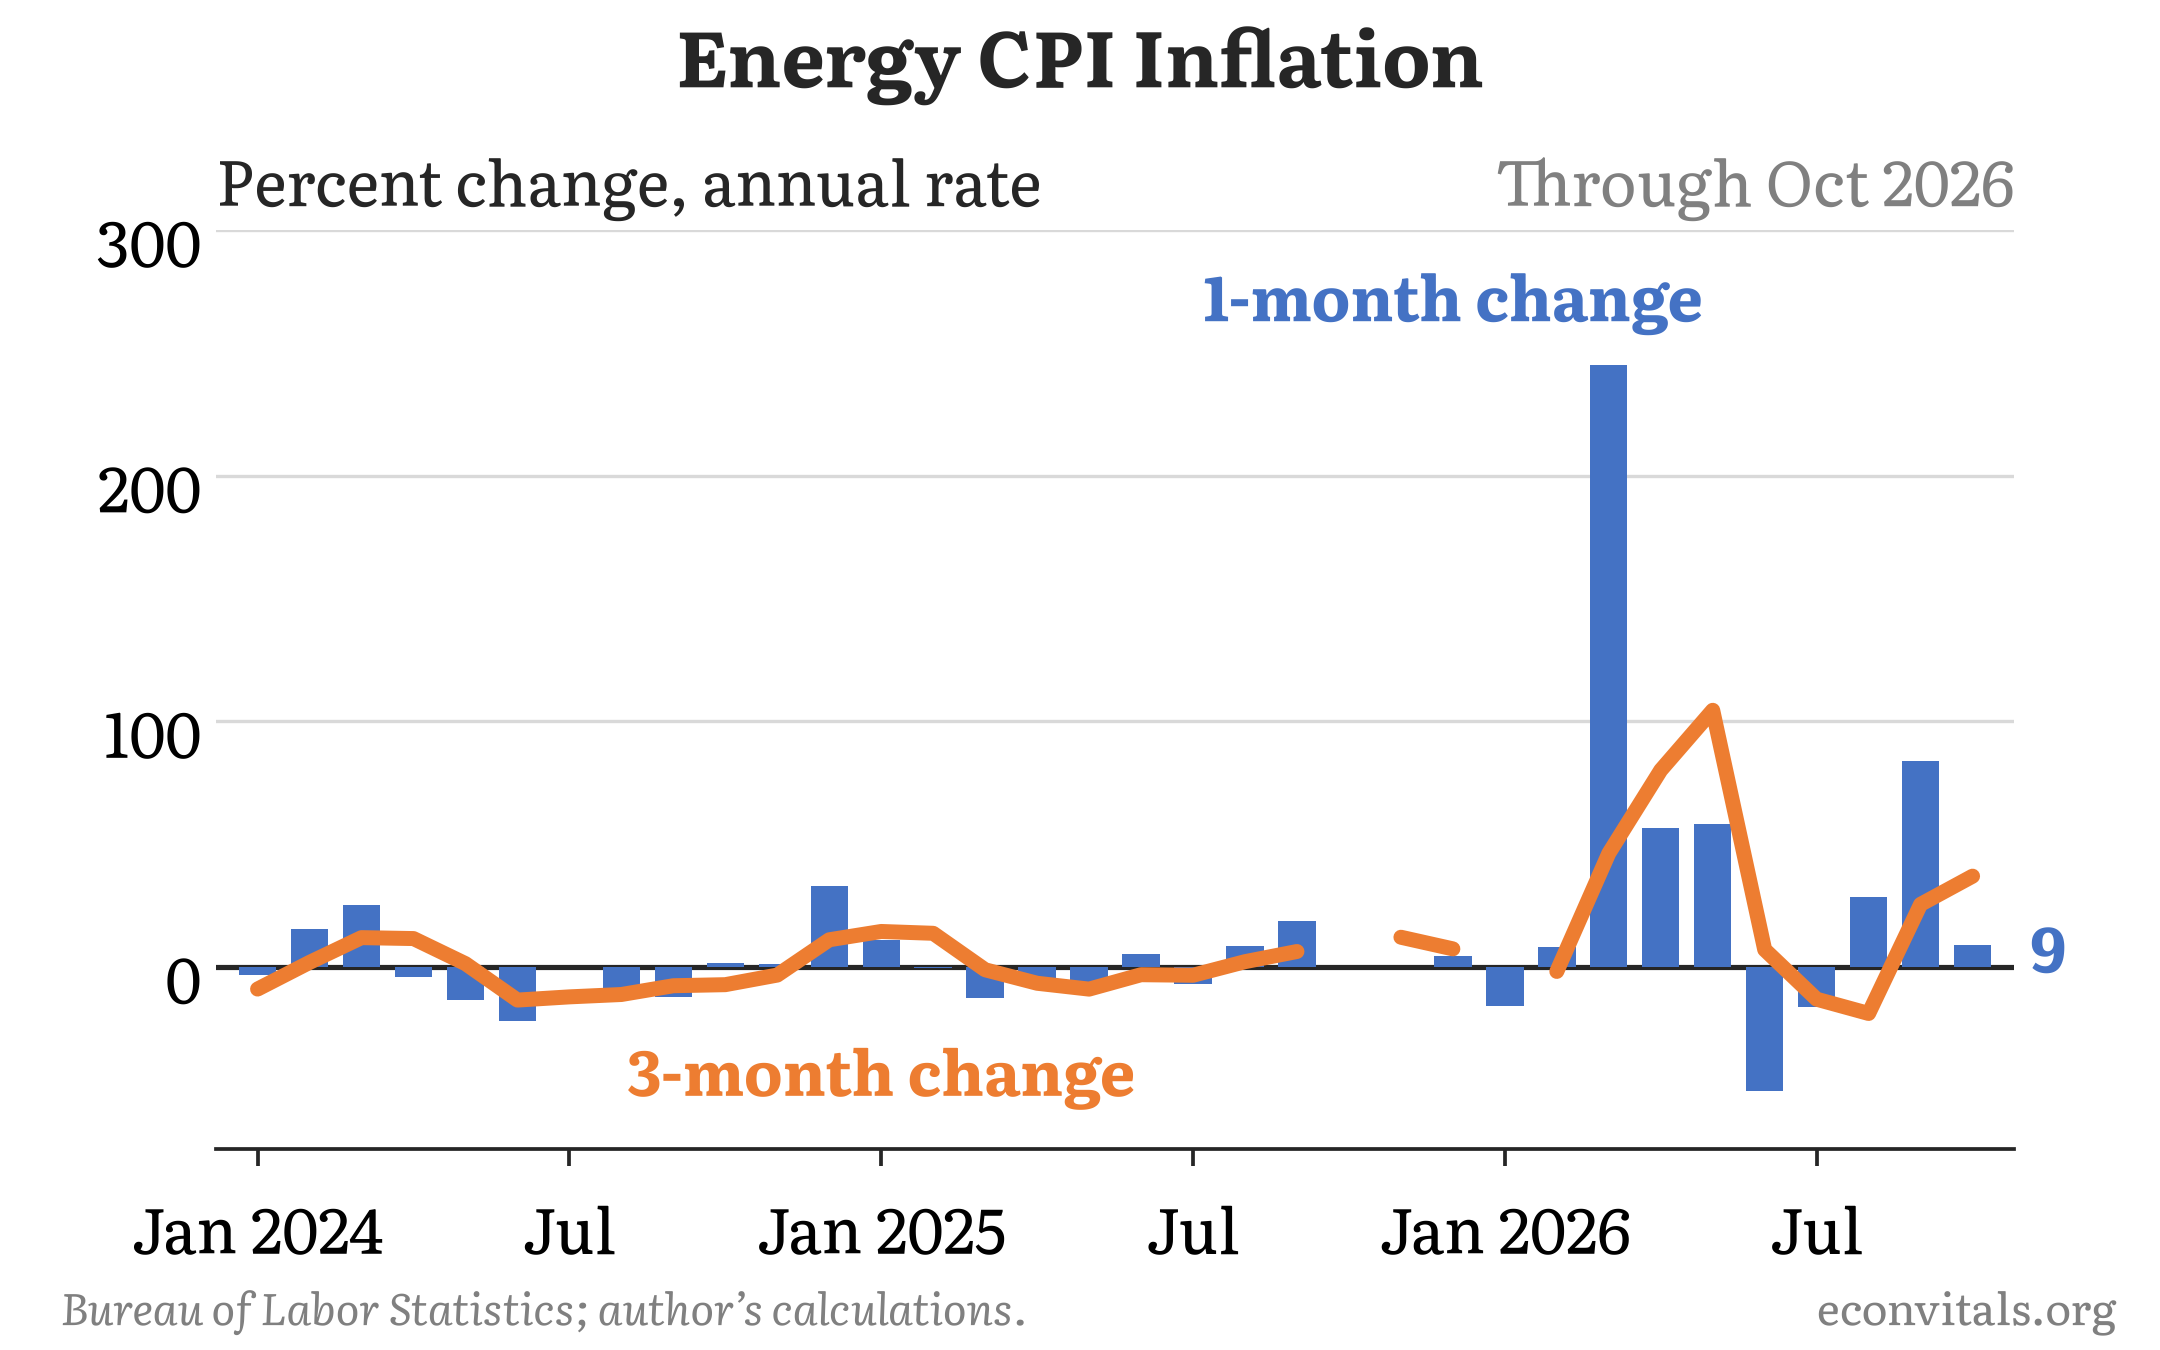 Energy CPI Inflation
Percent change, annual rate
Through Oct 2026
300
1-month change
200
100
0
9
3-month change
Jan 2024
Jul
Jan 2025
Jul
Jan 2026
Jul
Bureau of Labor Statistics; author's calculations.
econvitals.org